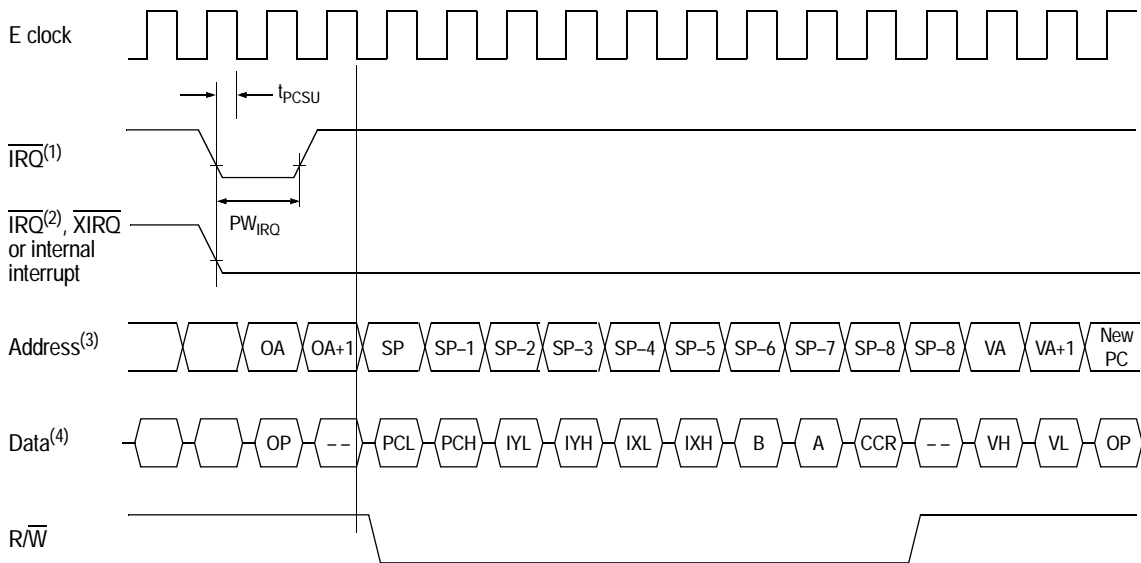 E clock
tPCSU
IRQ(1)
PWIRQ
IRQ(2), XIRQ
or internal
interrupt
Address(3) OA OA+1 SP SP–1 SP–2 SP–3 SP–4 SP–5 SP–6 SP–7 SP–8 SP–8 VA VA+1 New PC
Data(4) OP – – PCL PCH IYL IYH IXL IXH B A CCR – – VH VL OP
R/W